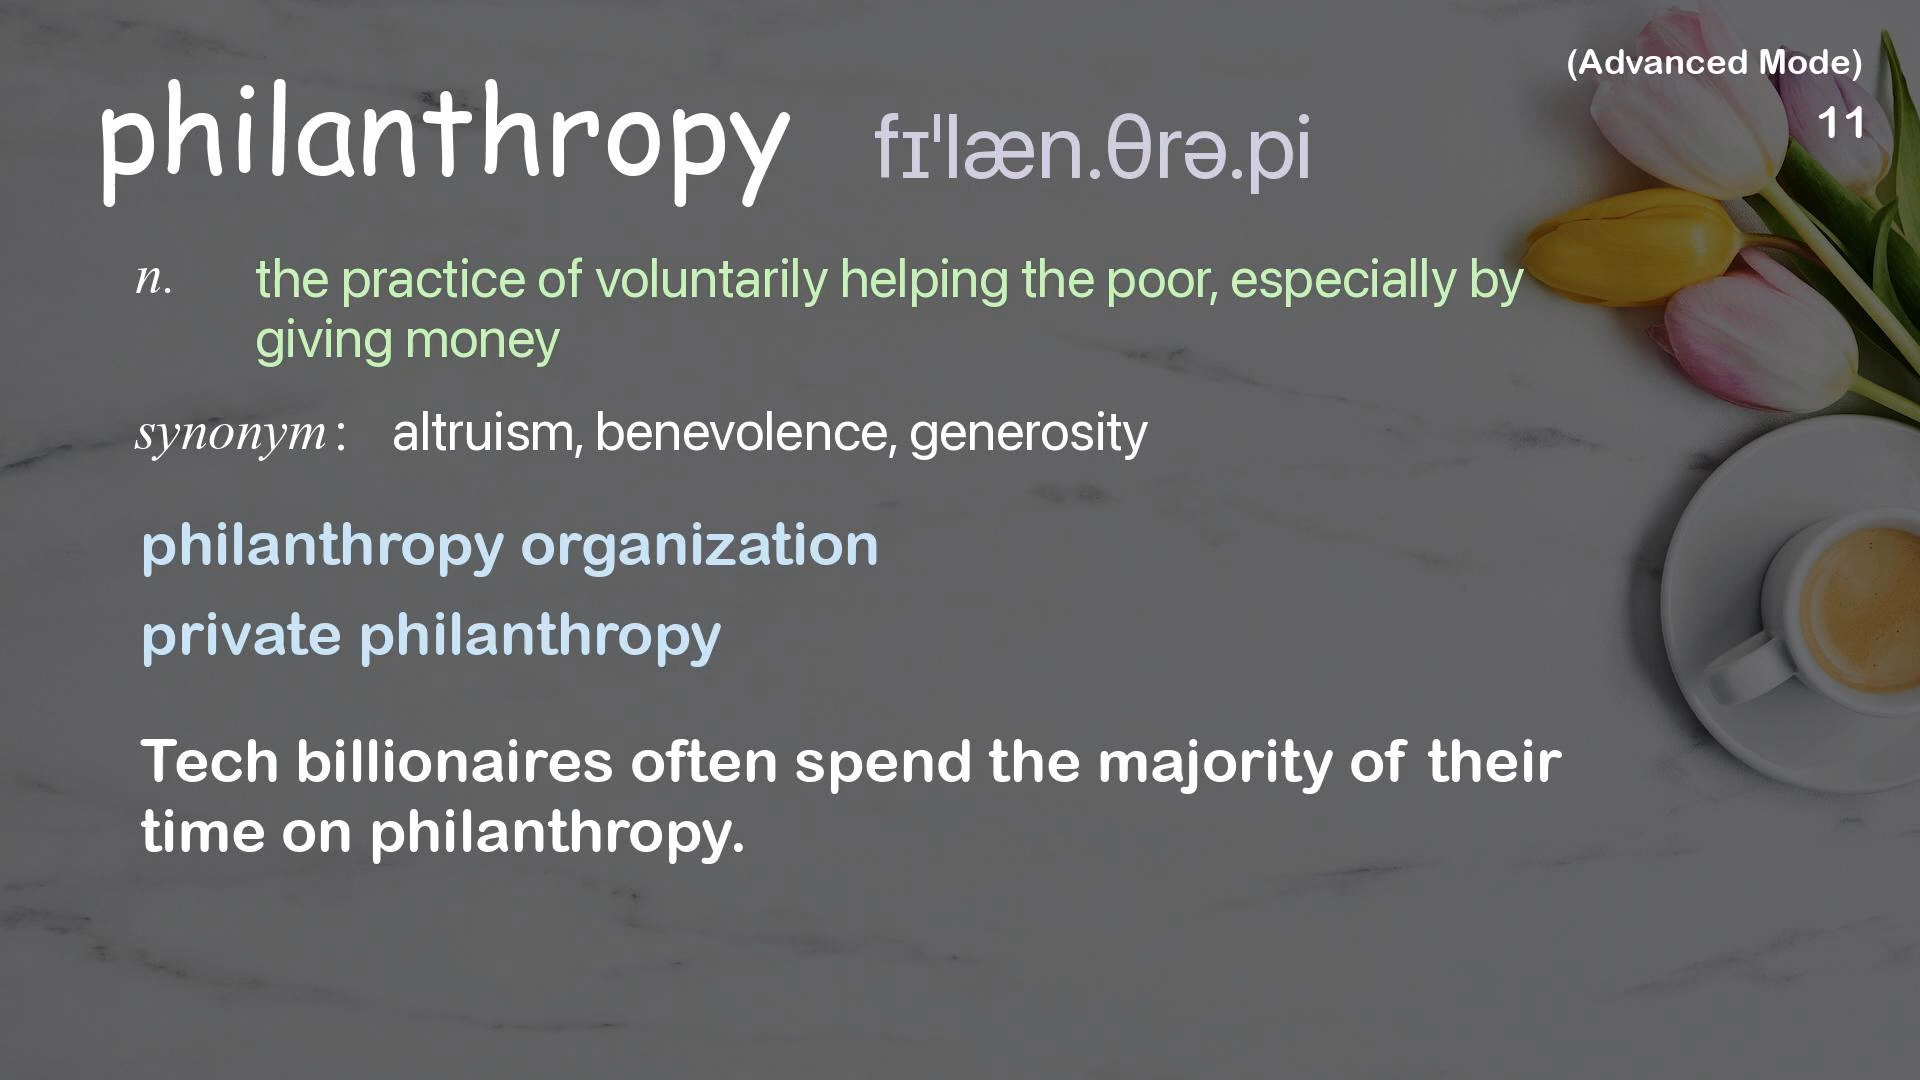 (Advanced Mode)
11
philanthropy fɪˈlæn.θrə.pi
n. the practice of voluntarily helping the poor, especially by
giving money
synonym: altruism, benevolence, generosity
philanthropy organization
private philanthropy
Tech billionaires often spend the majority of their
time on philanthropy.